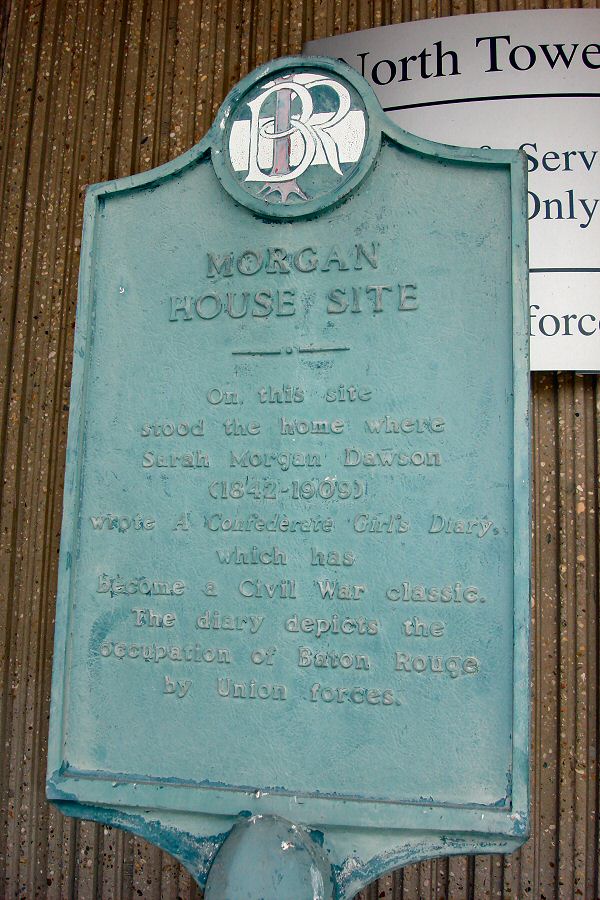 BR
North Towe
& Serv
Only
force
MORGAN
HOUSE SITE
On this site
stood the home where
Sarah Morgan Dawson
(1842-1909)
wrote A Confederate Girl's Diary,
which has
become a Civil War classic.
The diary depicts the
occupation of Baton Rouge
by Union forces.